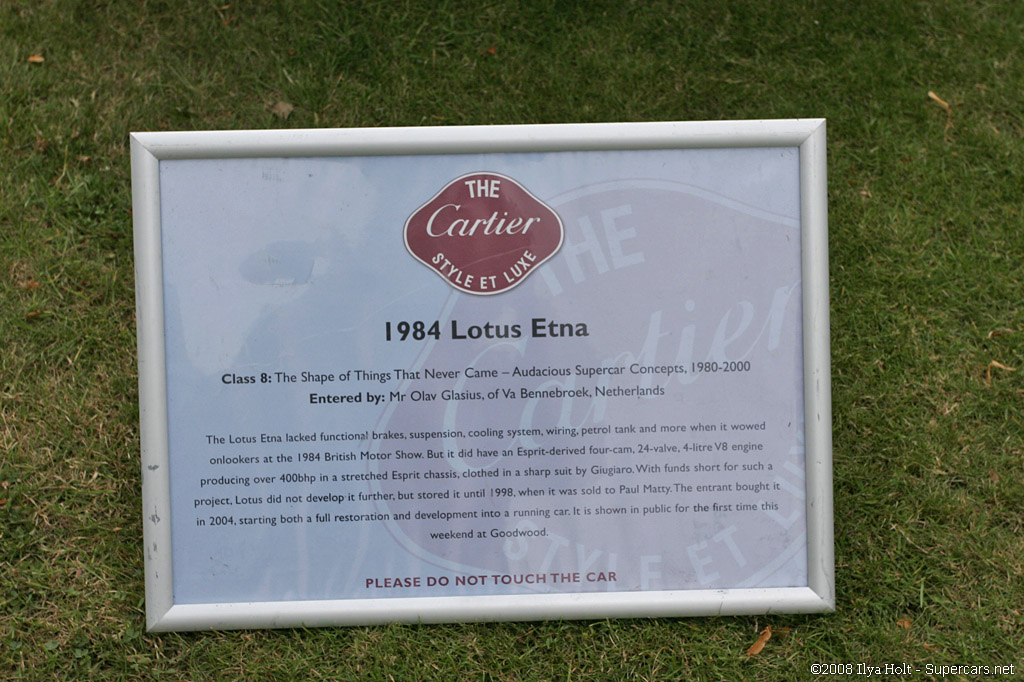 THE
Cartier
STYLE ET LUXE
1984 Lotus Etna
Class 8: The Shape of Things That Never Came – Audacious Supercar Concepts, 1980-2000
Entered by: Mr Olav Glasius, of Va Bennebroek, Netherlands
The Lotus Etna lacked functional brakes, suspension, cooling system, wiring, petrol tank and more when it wowed
onlookers at the 1984 British Motor Show. But it did have an Esprit-derived four-cam, 24-valve, 4-litre V8 engine
producing over 400bhp in a stretched Esprit chassis, clothed in a sharp suit by Giugiaro. With funds short for such a
project, Lotus did not develop it further, but stored it until 1998, when it was sold to Paul Matty. The entrant bought it
in 2004, starting both a full restoration and development into a running car. It is shown in public for the first time this
weekend at Goodwood.
PLEASE DO NOT TOUCH THE CAR
THE
Cartier
STYLE ET LUXE
©2008 Ilya Holt - Supercars.net